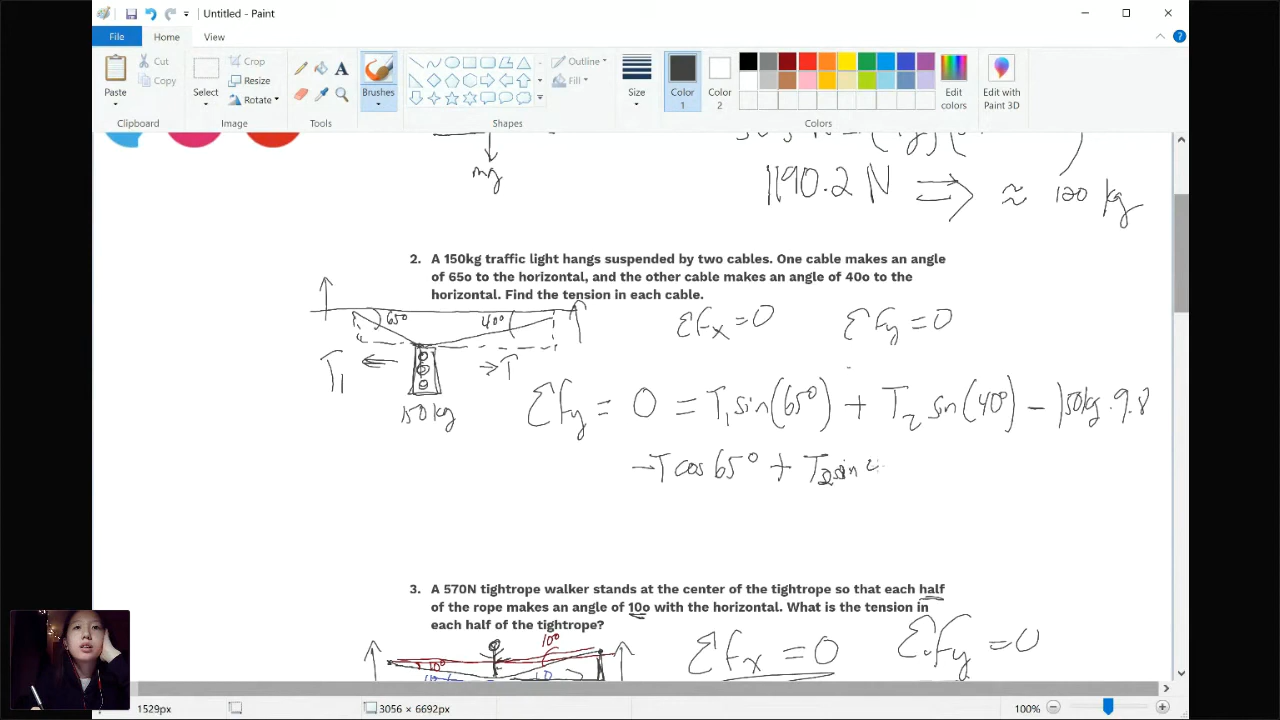 Untitled - Paint
File Home View
Paste
Cut
Copy
Clipboard
Select
Crop
Resize
Rotate
Image
Tools
Brushes
Shapes
Outline
Fill
Size
Color 1
Color 2
Edit colors
Colors
Edit with Paint 3D
mg
1190.2 N ⇒ ≈ 120 kg
2. A 150kg traffic light hangs suspended by two cables. One cable makes an angle
of 65o to the horizontal, and the other cable makes an angle of 40o to the
horizontal. Find the tension in each cable.
65° 40°
ΣFx = 0 ΣFy = 0
T1 ← → T
150 kg
ΣFy = 0 = T1 sin(65°) + T2 sin(40°) - 150kg · 9.8
-T cos 65° + T2 sin
3. A 570N tightrope walker stands at the center of the tightrope so that each half
of the rope makes an angle of 10o with the horizontal. What is the tension in
each half of the tightrope?
10°
10°
ΣFx = 0 ΣFy = 0
1529px
3056 × 6692px
100%